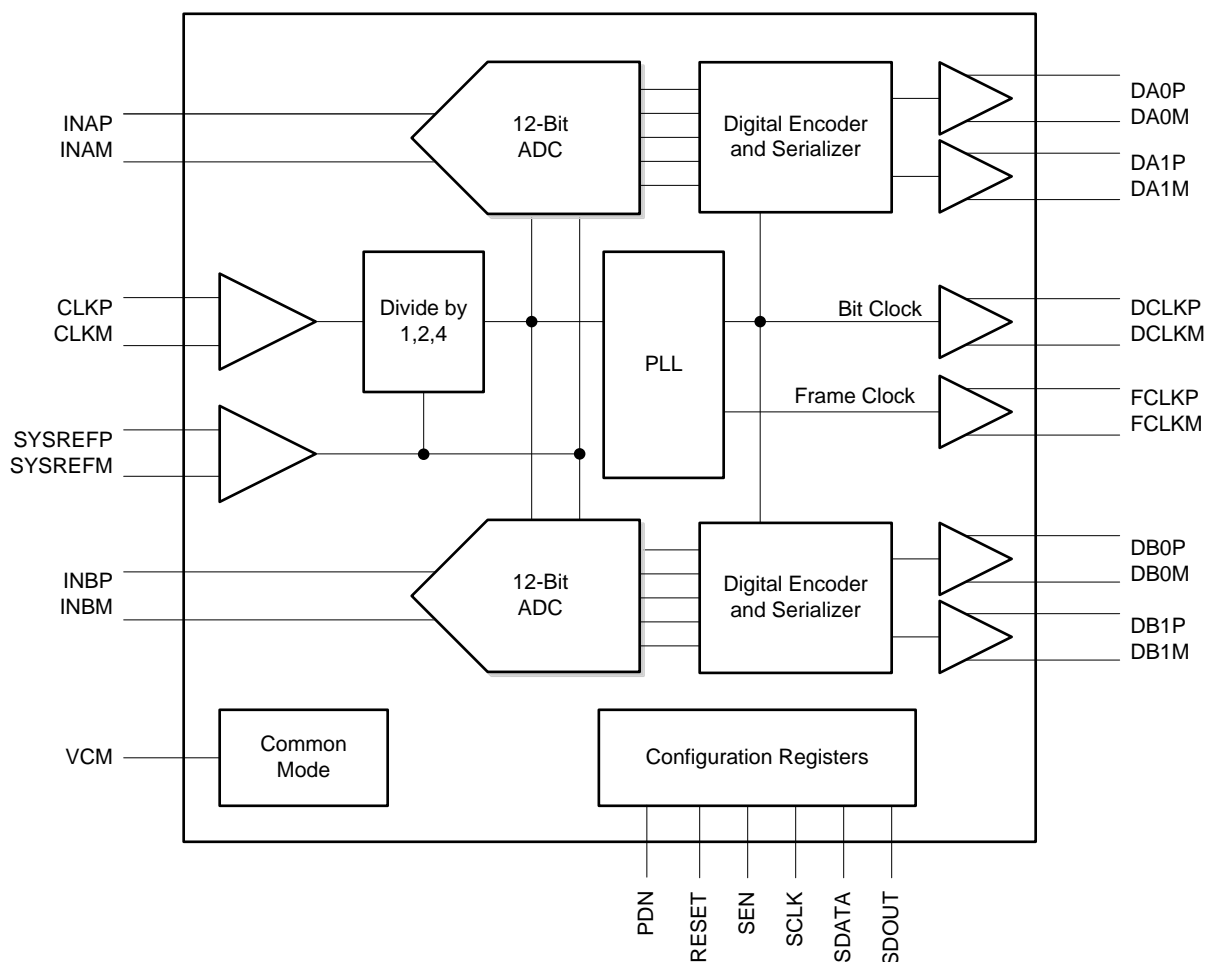 INAP
INAM
12-Bit
ADC
Digital Encoder
and Serializer
DA0P
DA0M
DA1P
DA1M
CLKP
CLKM
Divide by
1,2,4
PLL
Bit Clock
DCLKP
DCLKM
Frame Clock
FCLKP
FCLKM
SYSREFP
SYSREFM
INBP
INBM
12-Bit
ADC
Digital Encoder
and Serializer
DB0P
DB0M
DB1P
DB1M
VCM
Common
Mode
Configuration Registers
PDN
RESET
SEN
SCLK
SDATA
SDOUT